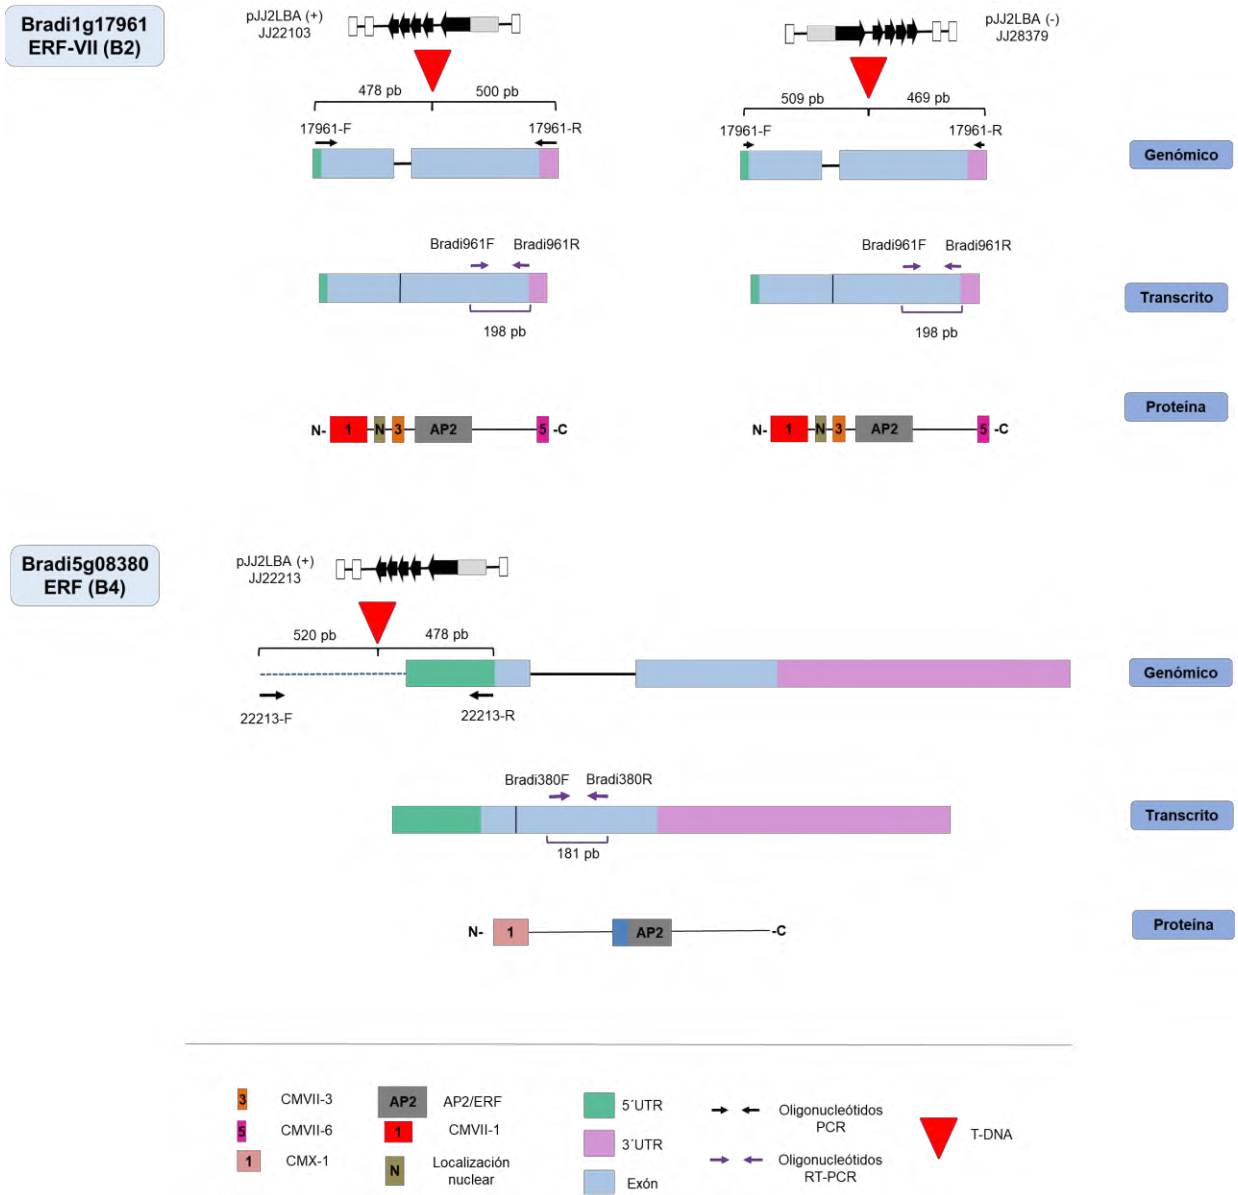 Bradi1g17961
ERF-VII (B2)
pJJ2LBA (+)
JJ22103
pJJ2LBA (-)
JJ28379
478 pb
500 pb
509 pb
469 pb
17961-F
17961-R
17961-F
17961-R
Genómico
Bradi961F
Bradi961R
Bradi961F
Bradi961R
Transcrito
198 pb
198 pb
Proteína
N- 1 N 3 AP2 5 -C
N- 1 N 3 AP2 5 -C
Bradi5g08380
ERF (B4)
pJJ2LBA (+)
JJ22213
520 pb
478 pb
Genómico
22213-F
22213-R
Bradi380F
Bradi380R
Transcrito
181 pb
N- 1 AP2 -C
Proteína
3 CMVII-3
AP2 AP2/ERF
5´UTR
Oligonucleótidos
PCR
T-DNA
5 CMVII-6
1 CMVII-1
3´UTR
1 CMX-1
N Localización
nuclear
Exón
Oligonucleótidos
RT-PCR